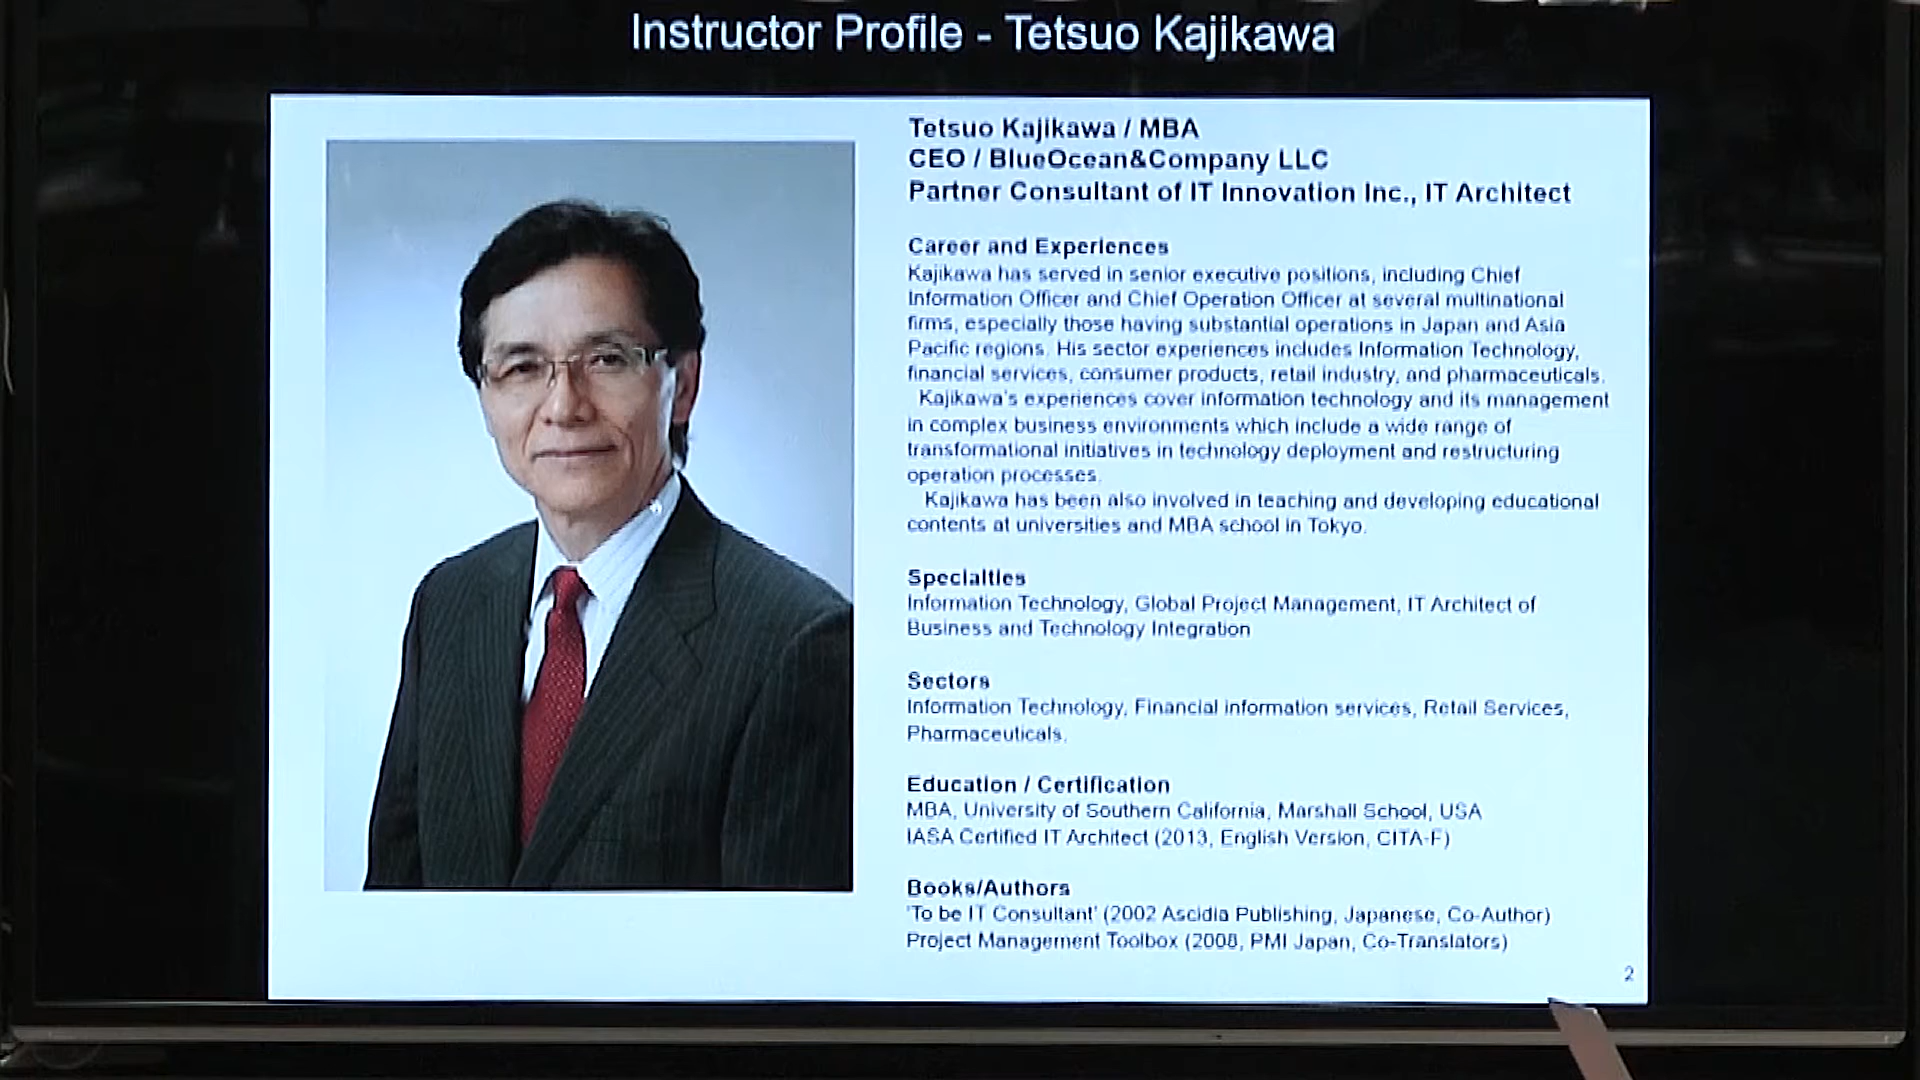 Instructor Profile - Tetsuo Kajikawa
Tetsuo Kajikawa / MBA
CEO / BlueOcean&Company LLC
Partner Consultant of IT Innovation Inc., IT Architect
Career and Experiences
Kajikawa has served in senior executive positions, including Chief
Information Officer and Chief Operation Officer at several multinational
firms, especially those having substantial operations in Japan and Asia
Pacific regions. His sector experiences includes Information Technology,
financial services, consumer products, retail industry, and pharmaceuticals.
Kajikawa's experiences cover information technology and its management
in complex business environments which include a wide range of
transformational initiatives in technology deployment and restructuring
operation processes.
Kajikawa has been also involved in teaching and developing educational
contents at universities and MBA school in Tokyo.
Specialties
Information Technology, Global Project Management, IT Architect of
Business and Technology Integration
Sectors
Information Technology, Financial information services, Retail Services,
Pharmaceuticals.
Education / Certification
MBA, University of Southern California, Marshall School, USA
IASA Certified IT Architect (2013, English Version, CITA-F)
Books/Authors
'To be IT Consultant' (2002 Ascidia Publishing, Japanese, Co-Author)
Project Management Toolbox (2008, PMI Japan, Co-Translators)
2